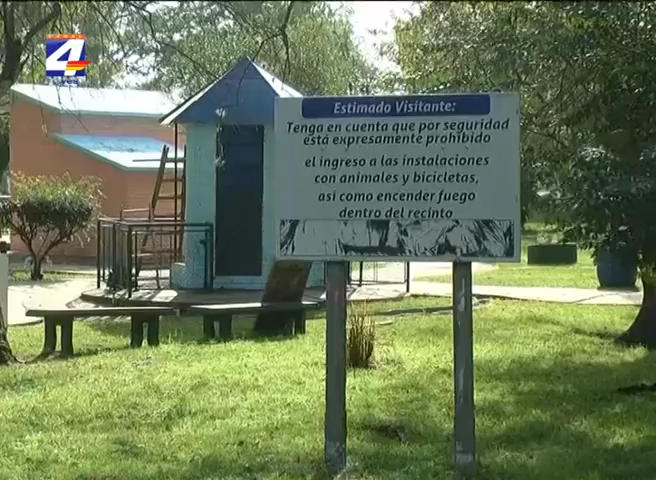 4
Estimado Visitante:
Tenga en cuenta que por seguridad
está expresamente prohibido
el ingreso a las instalaciones
con animales y bicicletas,
asi como encender fuego
dentro del recinto